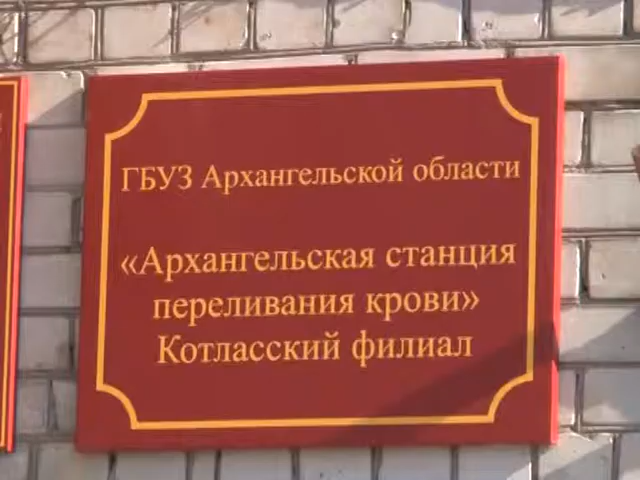 ГБУЗ Архангельской области
«Архангельская станция
переливания крови»
Котласский филиал